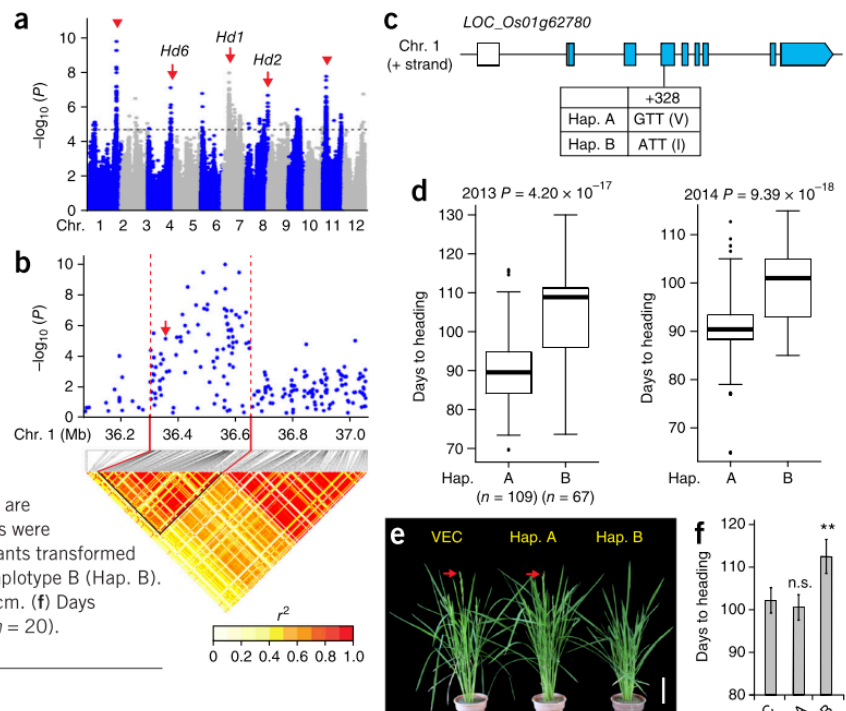 a
Hd6
Hd1
Hd2
–log10 (P)
10
8
6
4
2
0
Chr. 1 2 3 4 5 6 7 8 9 10 11 12
b
–log10 (P)
10
8
6
4
2
0
Chr. 1 (Mb) 36.2 36.4 36.6 36.8 37.0
are
s were
ants transformed
plotype B (Hap. B).
cm. (f) Days
n = 20).
r2
0 0.2 0.4 0.6 0.8 1.0
c
LOC_Os01g62780
Chr. 1
(+ strand)
+328
Hap. A GTT (V)
Hap. B ATT (I)
d
2013 P = 4.20 × 10–17
Days to heading
130
120
110
100
90
80
70
Hap. A B
(n = 109) (n = 67)
2014 P = 9.39 × 10–18
Days to heading
110
100
90
80
70
Hap. A B
e
VEC Hap. A Hap. B
f
Days to heading
120
110
100
90
80
n.s.
**
C A B